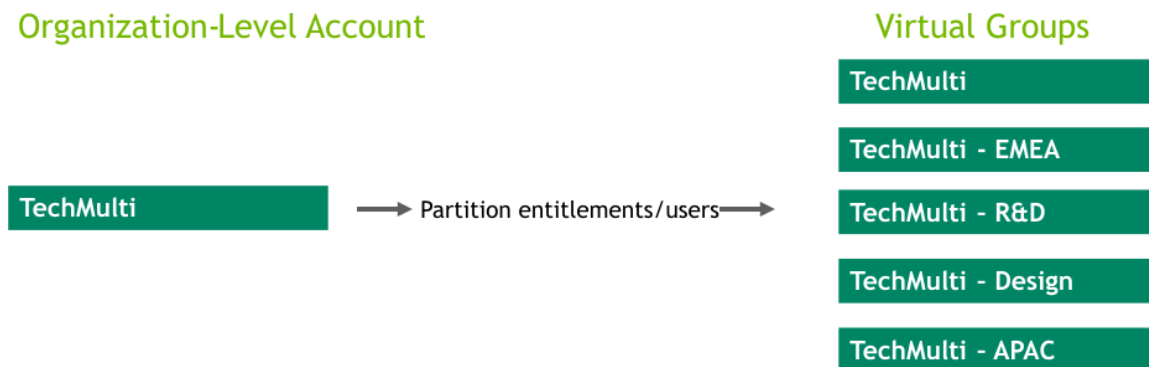 Organization-Level Account
Virtual Groups
TechMulti
TechMulti - EMEA
TechMulti
Partition entitlements/users
TechMulti - R&D
TechMulti – Design
TechMulti - APAC